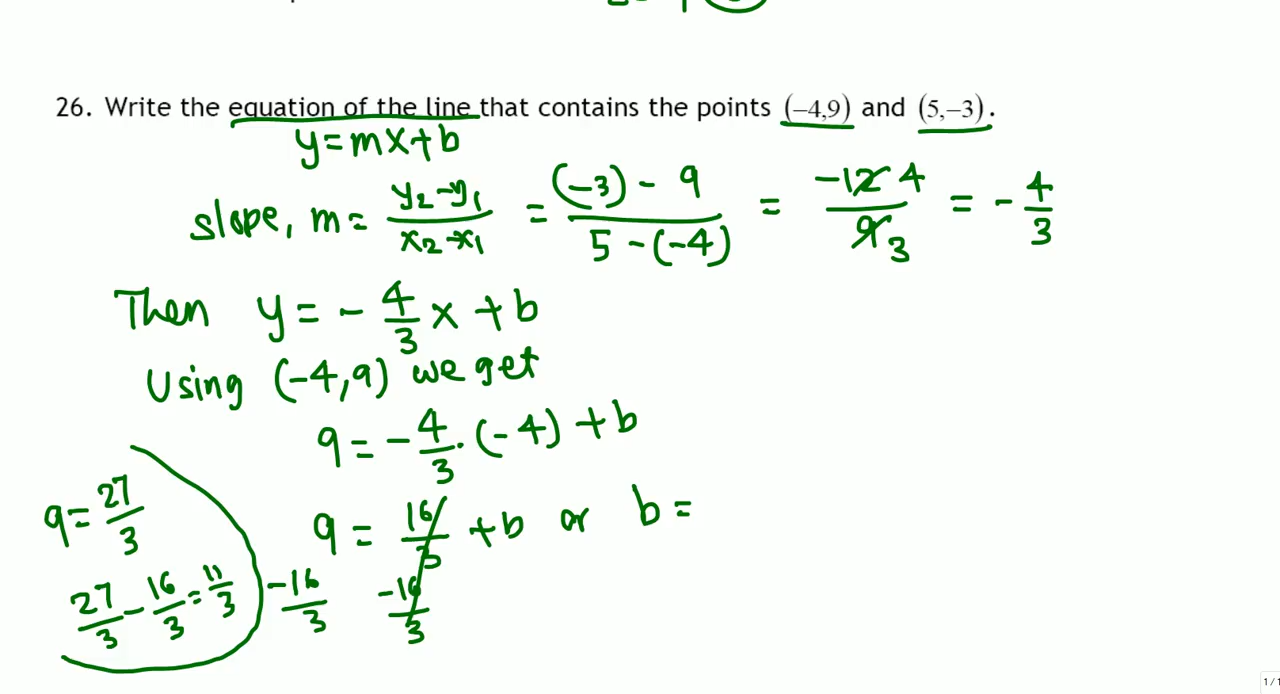 26. Write the equation of the line that contains the points (−4,9) and (5,−3).
y=mx+b
slope, m= y2-y1/x2-x1 = (-3)-9/5-(-4) = -12 4/9 3 = -4/3
Then y= -4/3 x +b
Using (-4,9) we get
9= -4/3·(-4)+b
9=27/3
9= 16/3 +b or b=
27/3-16/3=11/3
-16/3 -16/3
1/1